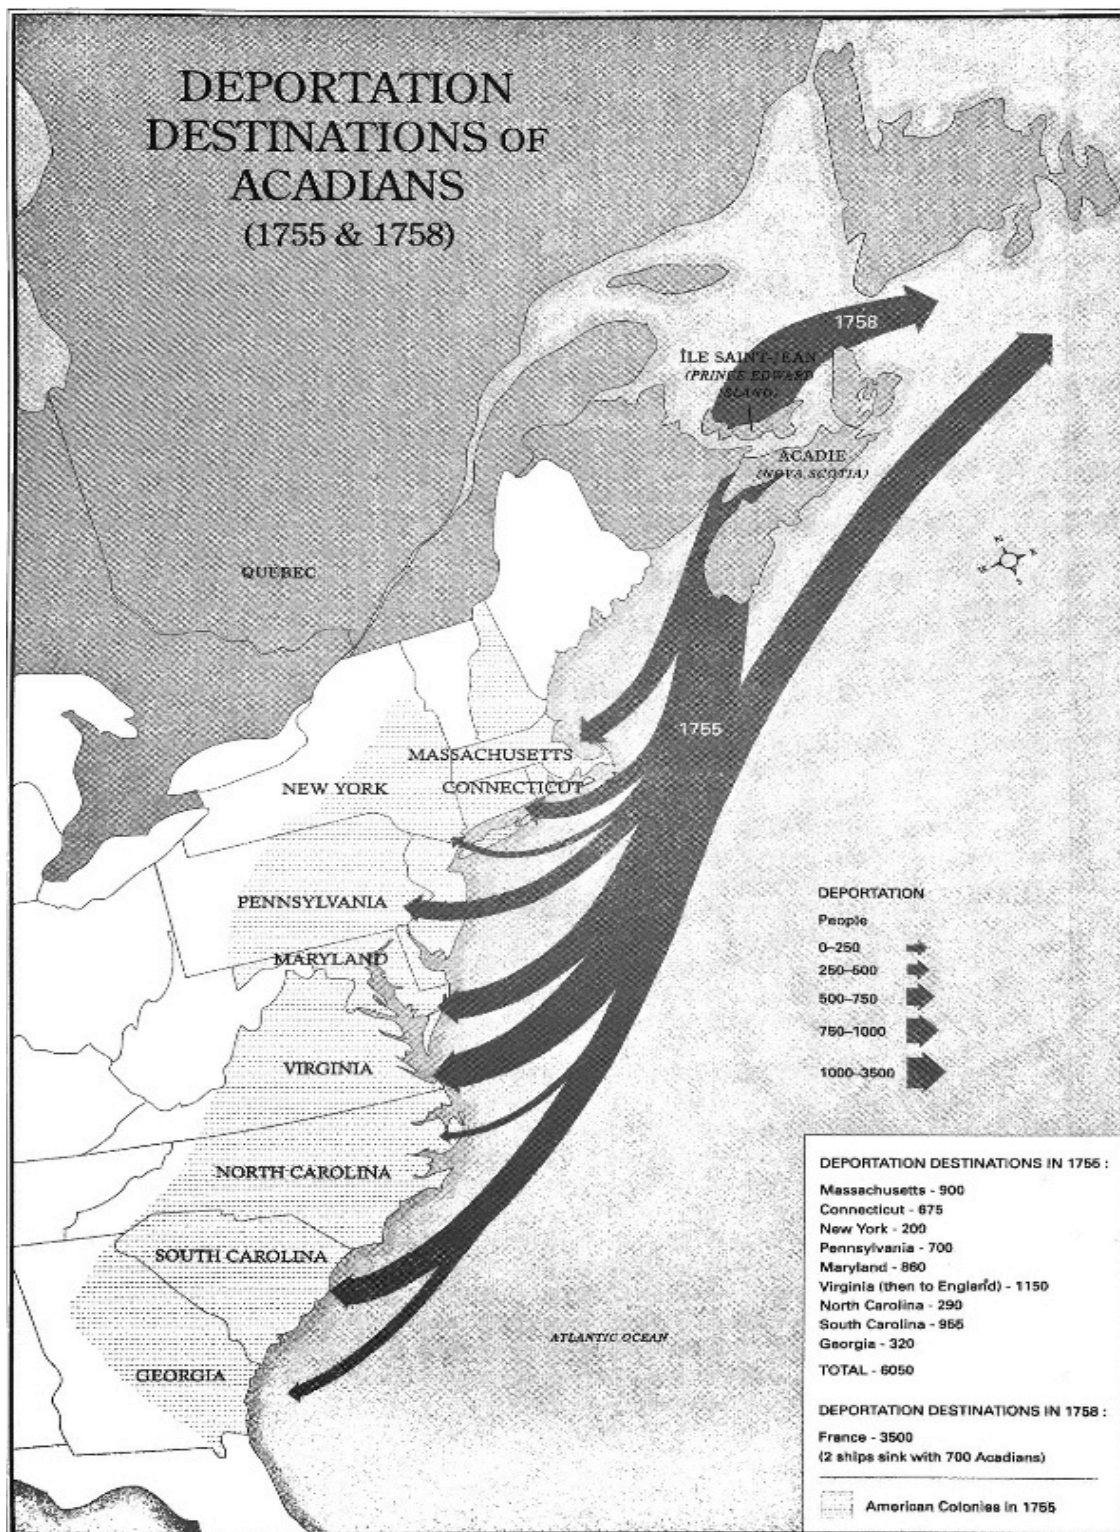 DEPORTATION
DESTINATIONS OF
ACADIANS
(1755 & 1758)
1758
ÎLE SAINT-JEAN
(PRINCE EDWARD
ISLAND)
ACADIE
(NOVA SCOTIA)
QUÉBEC
1755
MASSACHUSETTS
CONNECTICUT
NEW YORK
PENNSYLVANIA
MARYLAND
VIRGINIA
NORTH CAROLINA
SOUTH CAROLINA
GEORGIA
ATLANTIC OCEAN
DEPORTATION
People
0–250
250–500
500–750
750–1000
1000–3500
DEPORTATION DESTINATIONS IN 1755 :
Massachusetts - 900
Connecticut - 675
New York - 200
Pennsylvania - 700
Maryland - 860
Virginia (then to England) - 1150
North Carolina - 290
South Carolina - 955
Georgia - 320
TOTAL - 6050
DEPORTATION DESTINATIONS IN 1758 :
France - 3500
(2 ships sink with 700 Acadians)
American Colonies in 1755